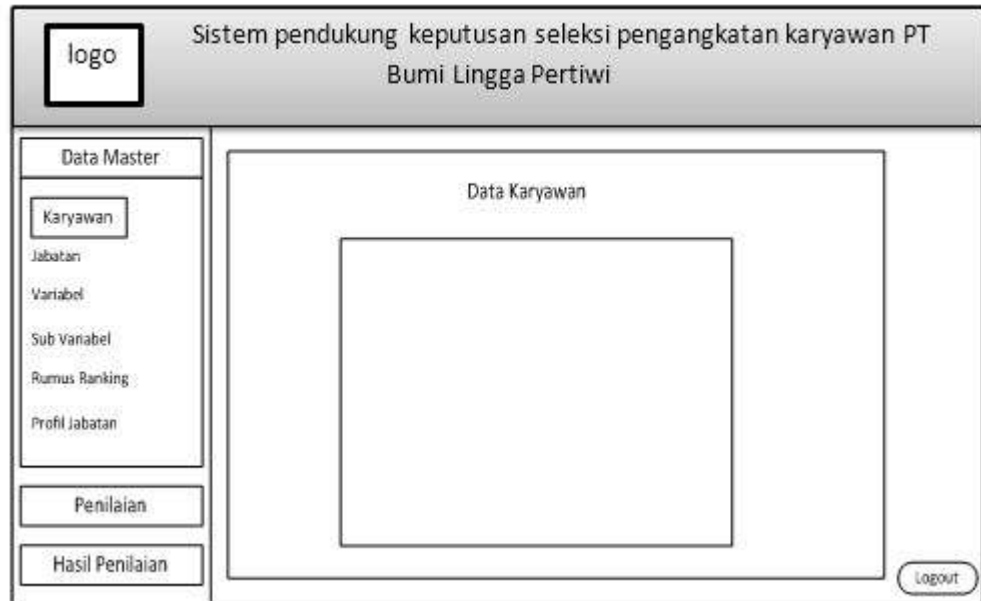 logo
Sistem pendukung keputusan seleksi pengangkatan karyawan PT
Bumi Lingga Pertiwi
Data Master
Karyawan
Jabatan
Variabel
Sub Variabel
Rumus Ranking
Profil Jabatan
Penilaian
Hasil Penilaian
Data Karyawan
Logout